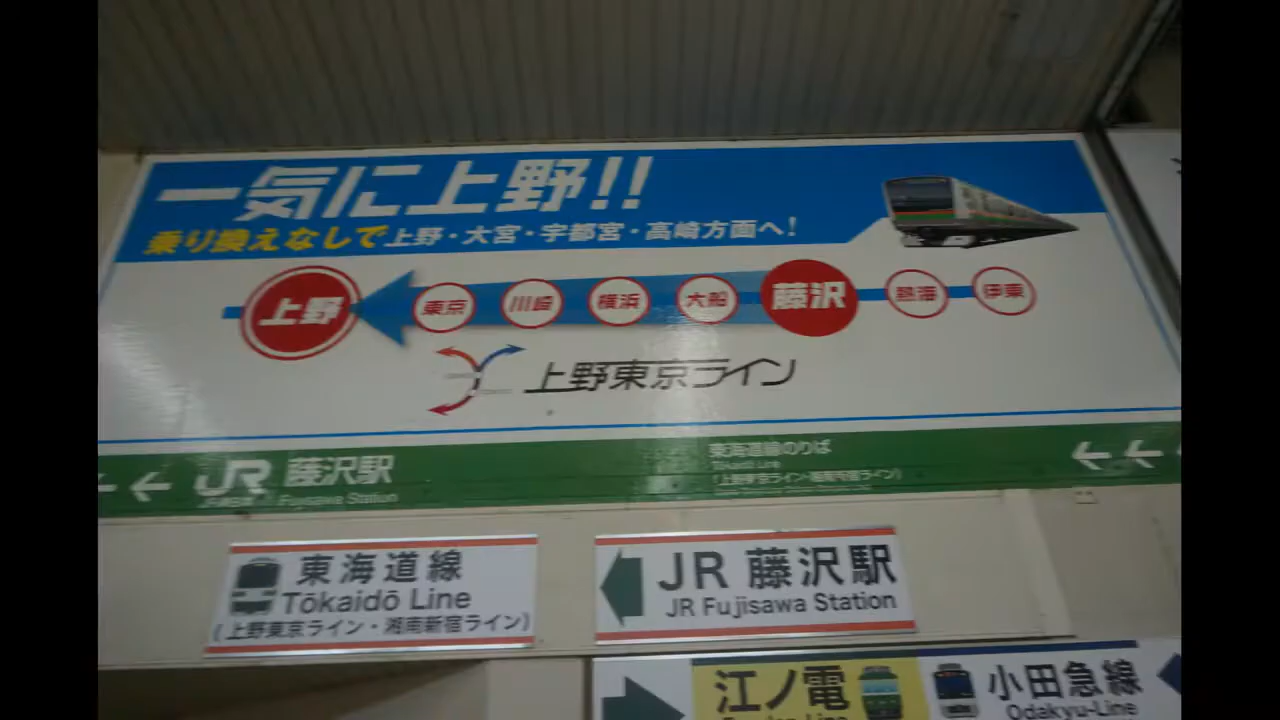 一気に上野!!
乗り換えなしで上野・大宮・宇都宮・高崎方面へ!
上野 東京 川崎 横浜 大船 藤沢 熱海 伊東
上野東京ライン
JR 藤沢駅
Fujisawa Station
東海道線のりば
Tōkaidō Line
(上野東京ライン・湘南新宿ライン)
東海道線
Tōkaidō Line
(上野東京ライン・湘南新宿ライン)
JR 藤沢駅
JR Fujisawa Station
江ノ電
小田急線
Odakyu-Line